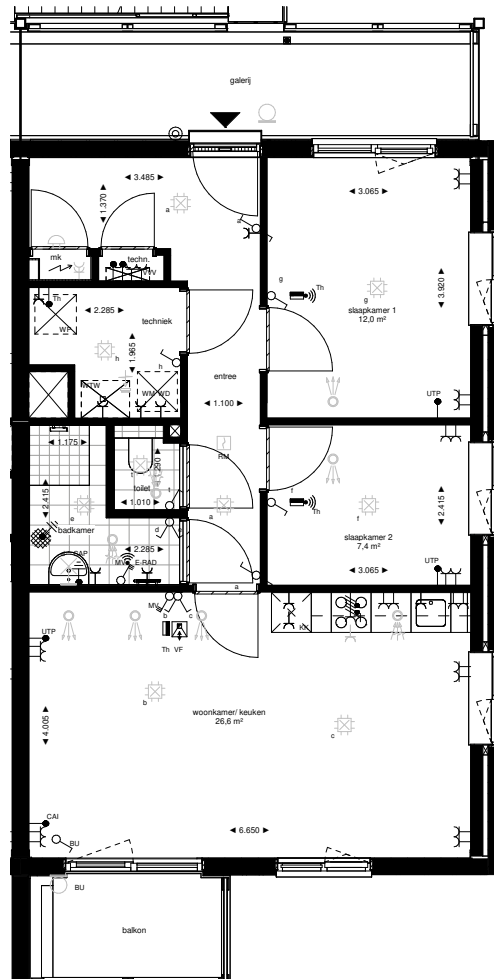 galerij
3.485
3.065
1.370
a
a
mk
techn.
VV
g
Th
g
slaapkamer 1
12,0 m²
3.920
Th
2.285
techniek
WP
1.965
h
h
WTW
WM WD
entree
1.100
UTP
RM
1.175
toilet
1.010
2.415
e
badkamer
d
2.285
MV E-RAD
f
Th
f
slaapkamer 2
7,4 m²
2.415
UTP
3.065
a
MV
b
c
Th VF
KK
UTP
b
woonkamer/ keuken
26,6 m²
c
4.005
CAI
BU
6.650
BU
balkon